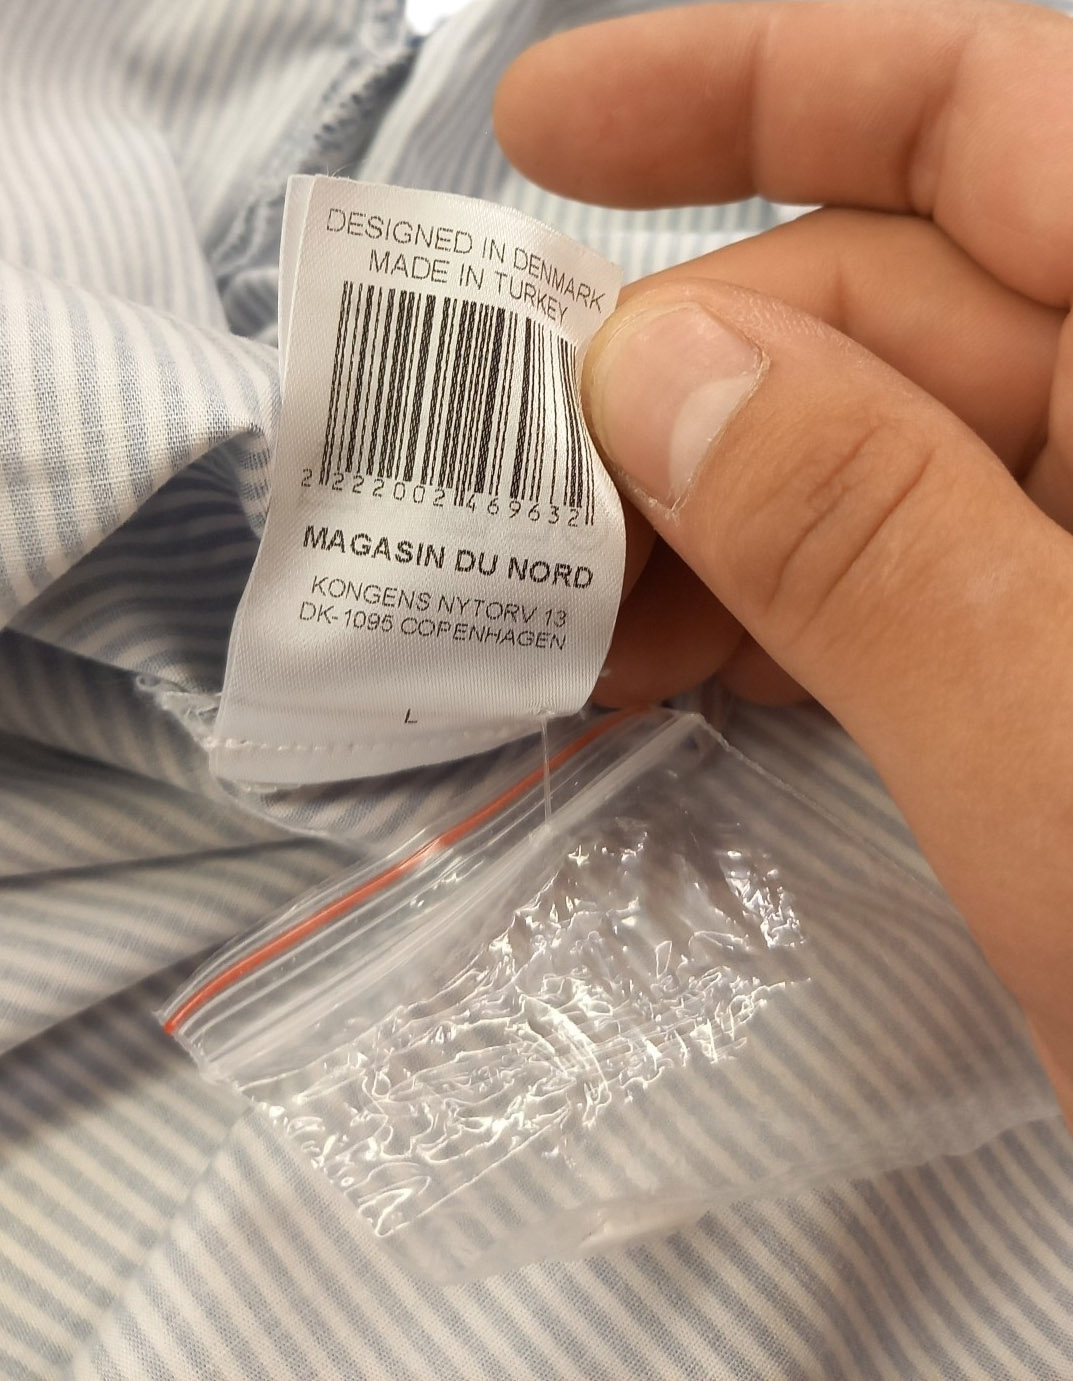 DESIGNED IN DENMARK
MADE IN TURKEY
2 222002 469632
MAGASIN DU NORD
KONGENS NYTORV 13
DK-1095 COPENHAGEN
L